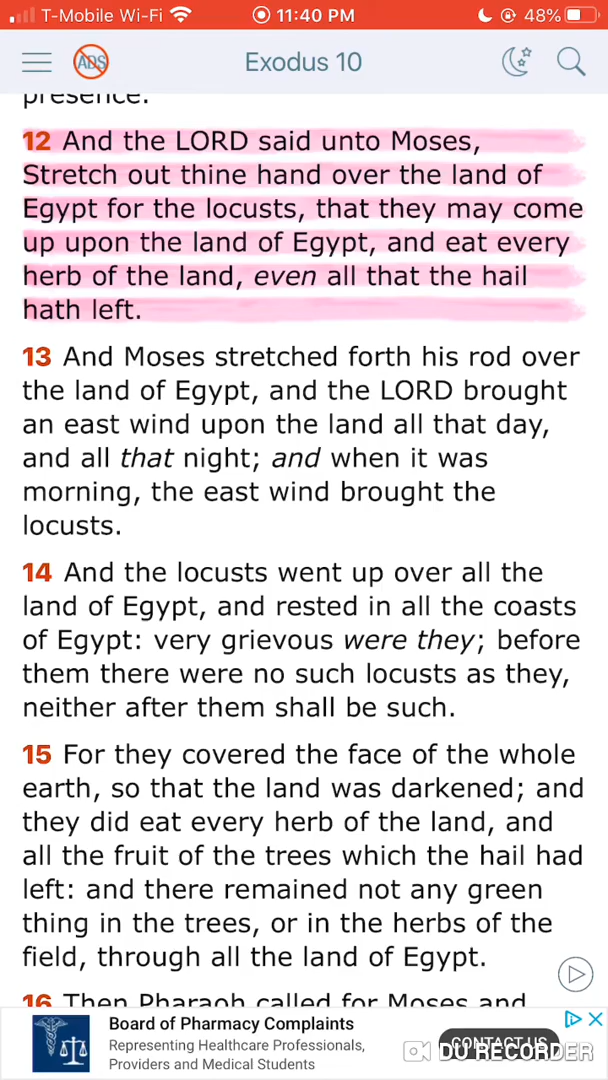 T-Mobile Wi-Fi 11:40 PM 48%
ADS Exodus 10
presence.
12 And the LORD said unto Moses,
Stretch out thine hand over the land of
Egypt for the locusts, that they may come
up upon the land of Egypt, and eat every
herb of the land, even all that the hail
hath left.
13 And Moses stretched forth his rod over
the land of Egypt, and the LORD brought
an east wind upon the land all that day,
and all that night; and when it was
morning, the east wind brought the
locusts.
14 And the locusts went up over all the
land of Egypt, and rested in all the coasts
of Egypt: very grievous were they; before
them there were no such locusts as they,
neither after them shall be such.
15 For they covered the face of the whole
earth, so that the land was darkened; and
they did eat every herb of the land, and
all the fruit of the trees which the hail had
left: and there remained not any green
thing in the trees, or in the herbs of the
field, through all the land of Egypt.
16 Then Pharaoh called for Moses and
Board of Pharmacy Complaints
Representing Healthcare Professionals,
Providers and Medical Students
CONTACT US
DU RECORDER